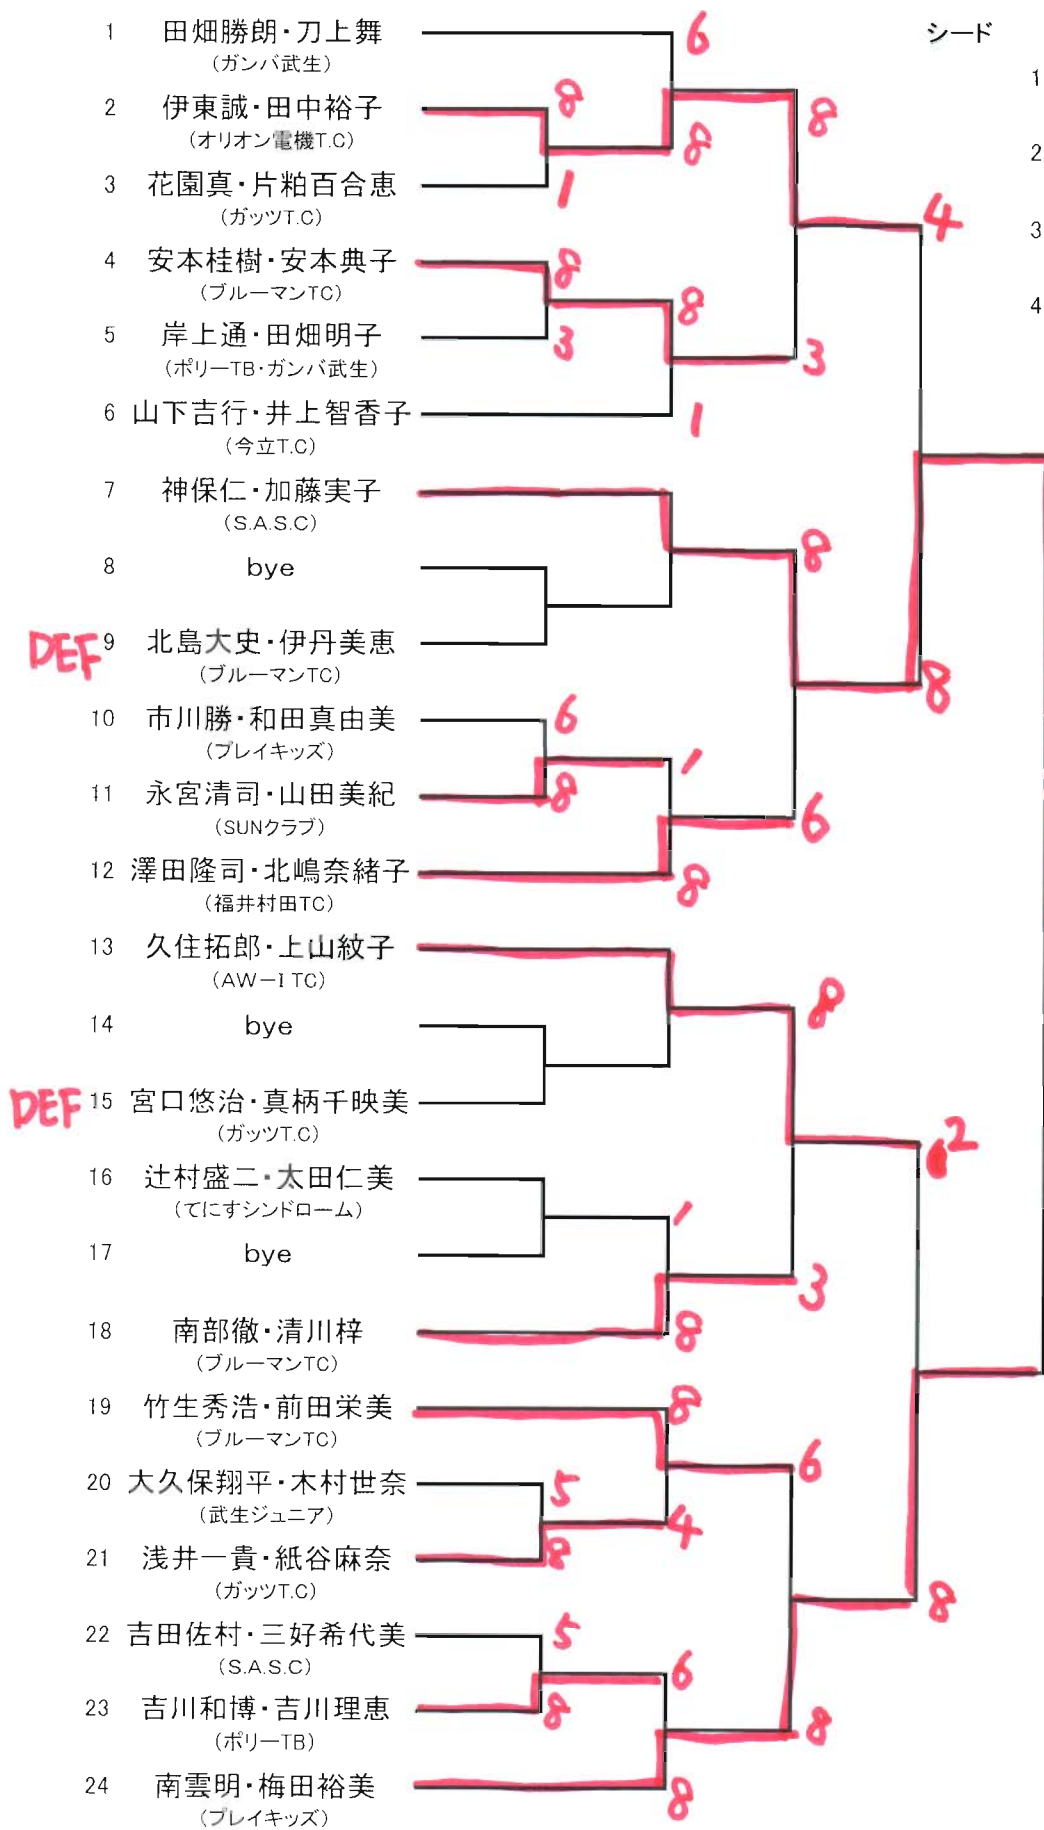 シード
1 田畑勝朗・刀上舞 6
(ガンバ武生)
1
8
2 伊東誠・田中裕子 8
(オリオン電機T.C)
8
2
3 花園真・片粕百合恵 1
(ガッツT.C)
4
3
4 安本桂樹・安本典子 8
(ブルーマンTC)
8
4
5 岸上通・田畑明子 3
(ポリーTB・ガンバ武生)
3
6 山下吉行・井上智香子 1
(今立T.C)
7 神保仁・加藤実子
(S.A.S.C)
8
8 bye
DEF 9 北島大史・伊丹美恵
(ブルーマンTC)
8
10 市川勝・和田真由美 6
(プレイキッズ)
1
11 永宮清司・山田美紀 8
(SUNクラブ)
6
12 澤田隆司・北嶋奈緒子 8
(福井村田TC)
13 久住拓郎・上山紋子
(AW－I TC)
8
14 bye
DEF 15 宮口悠治・真柄千映美
(ガッツT.C)
2
16 辻村盛二・太田仁美
(てにすシンドローム)
1
17 bye
3
18 南部徹・清川梓 8
(ブルーマンTC)
19 竹生秀浩・前田栄美 8
(ブルーマンTC)
6
20 大久保翔平・木村世奈 5
(武生ジュニア)
4
21 浅井一貴・紙谷麻奈 8
(ガッツT.C)
8
22 吉田佐村・三好希代美 5
(S.A.S.C)
6
23 吉川和博・吉川理恵 8
(ポリーTB)
8
24 南雲明・梅田裕美 8
(プレイキッズ)